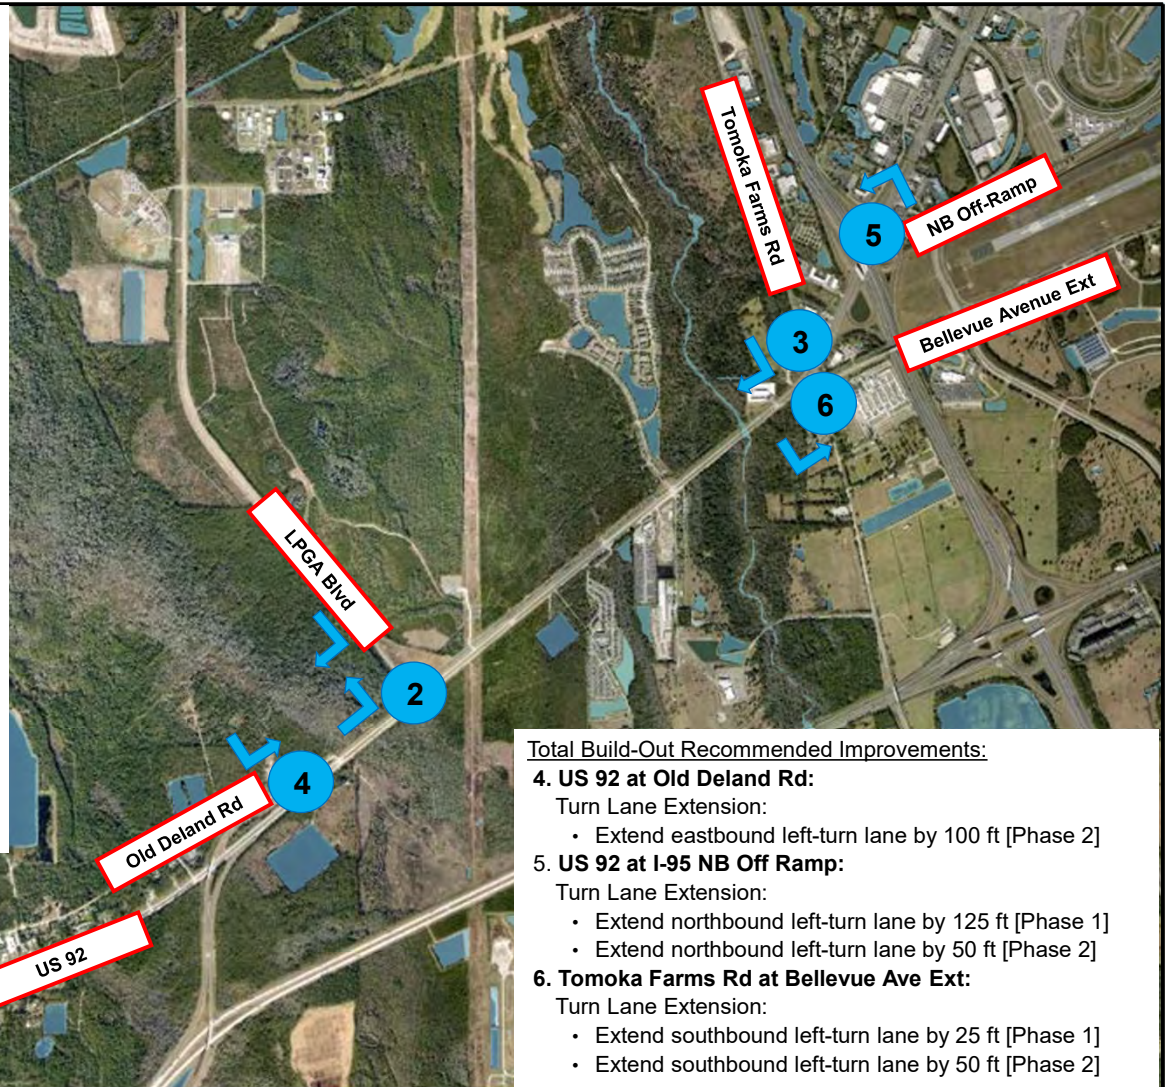 Tomoka Farms Rd
5
NB Off-Ramp
3
Bellevue Avenue Ext
6
LPGA Blvd
2
4
Old Deland Rd
US 92
Total Build-Out Recommended Improvements:
4. US 92 at Old Deland Rd:
Turn Lane Extension:
• Extend eastbound left-turn lane by 100 ft [Phase 2]
5. US 92 at I-95 NB Off Ramp:
Turn Lane Extension:
• Extend northbound left-turn lane by 125 ft [Phase 1]
• Extend northbound left-turn lane by 50 ft [Phase 2]
6. Tomoka Farms Rd at Bellevue Ave Ext:
Turn Lane Extension:
• Extend southbound left-turn lane by 25 ft [Phase 1]
• Extend southbound left-turn lane by 50 ft [Phase 2]